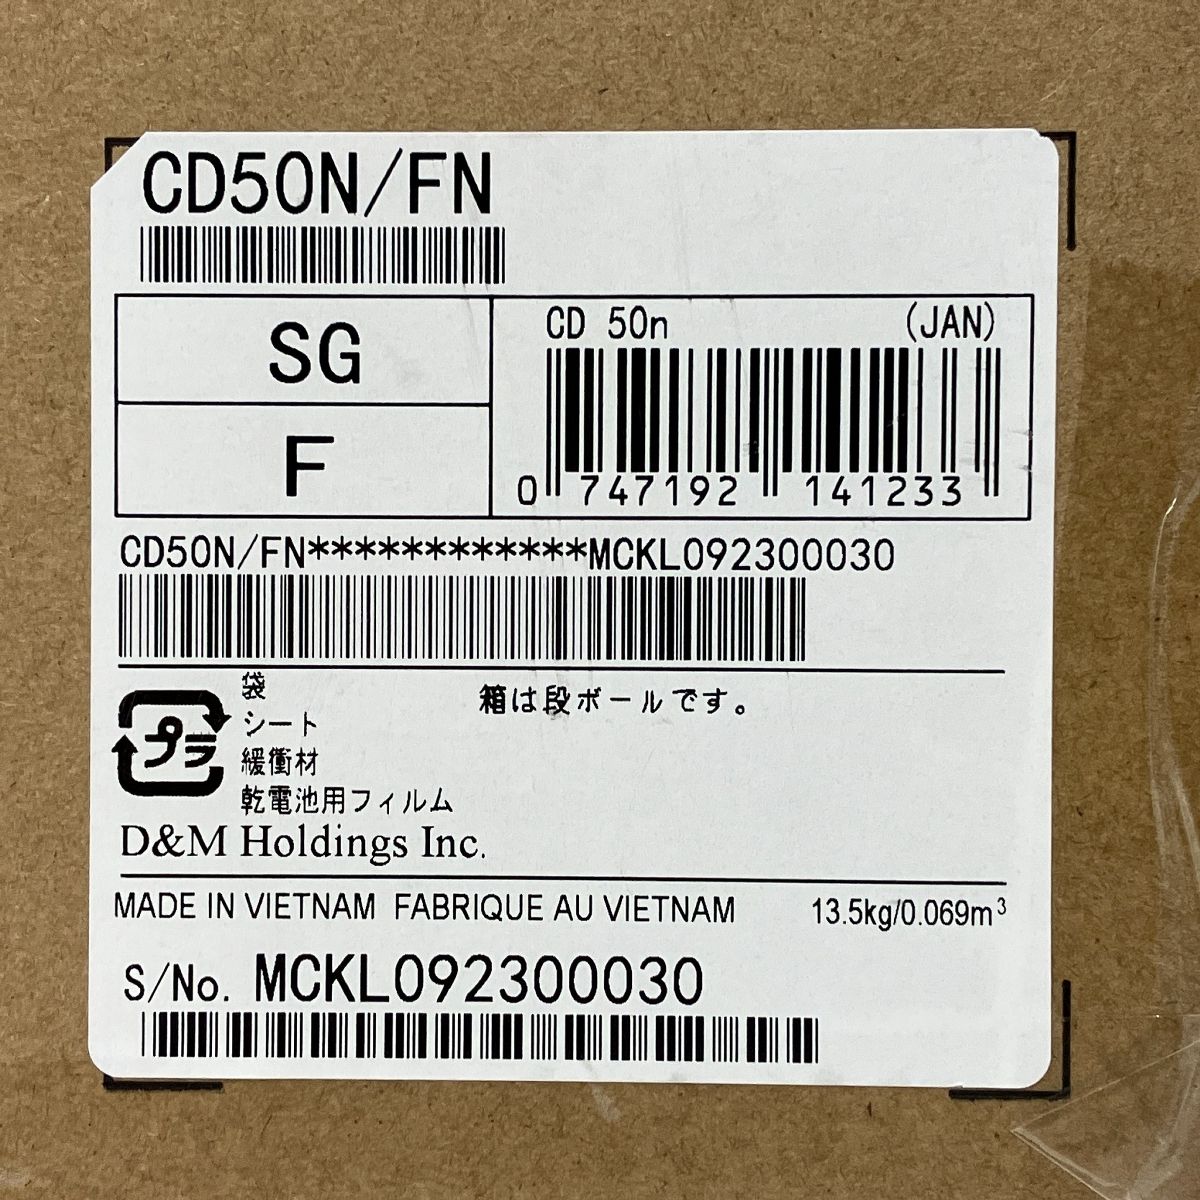 CD50N/FN
SG
F
CD 50n (JAN)
0 747192 141233
CD50N/FN************MCKL092300030
プラ
袋
シート
緩衝材
乾電池用フィルム
箱は段ボールです。
D&M Holdings Inc.
MADE IN VIETNAM FABRIQUE AU VIETNAM 13.5kg/0.069m³
S/No. MCKL092300030